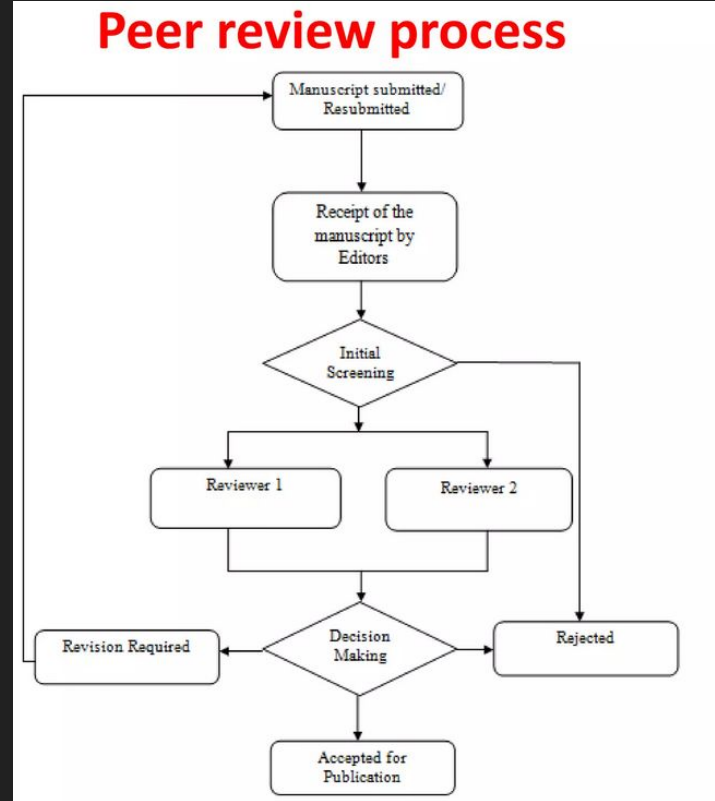 Peer review process
Manuscript submitted/
Resubmitted
Receipt of the
manuscript by
Editors
Initial
Screening
Reviewer 1
Reviewer 2
Decision
Making
Revision Required
Rejected
Accepted for
Publication